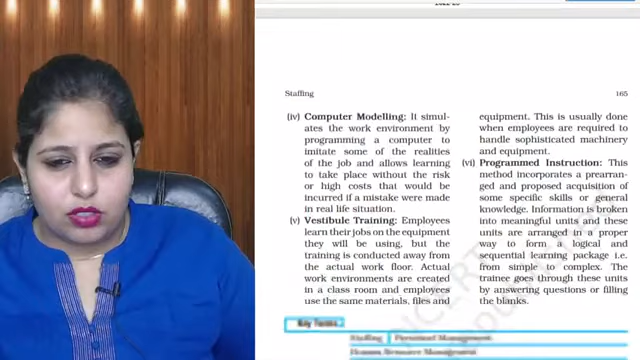 2022-23
Staffing
165
(iv) Computer Modelling: It simul-
ates the work environment by
programming a computer to
imitate some of the realities
of the job and allows learning
to take place without the risk
or high costs that would be
incurred if a mistake were made
in real life situation.
(v) Vestibule Training: Employees
learn their jobs on the equipment
they will be using, but the
training is conducted away from
the actual work floor. Actual
work environments are created
in a class room and employees
use the same materials, files and
equipment. This is usually done
when employees are required to
handle sophisticated machinery
and equipment.
(vi) Programmed Instruction: This
method incorporates a prearran-
ged and proposed acquisition of
some specific skills or general
knowledge. Information is broken
into meaningful units and these
units are arranged in a proper
way to form a logical and
sequential learning package i.e.
from simple to complex. The
trainee goes through these units
by answering questions or filling
the blanks.
Key Terms
Staffing
Personnel Management
Human Resource Management